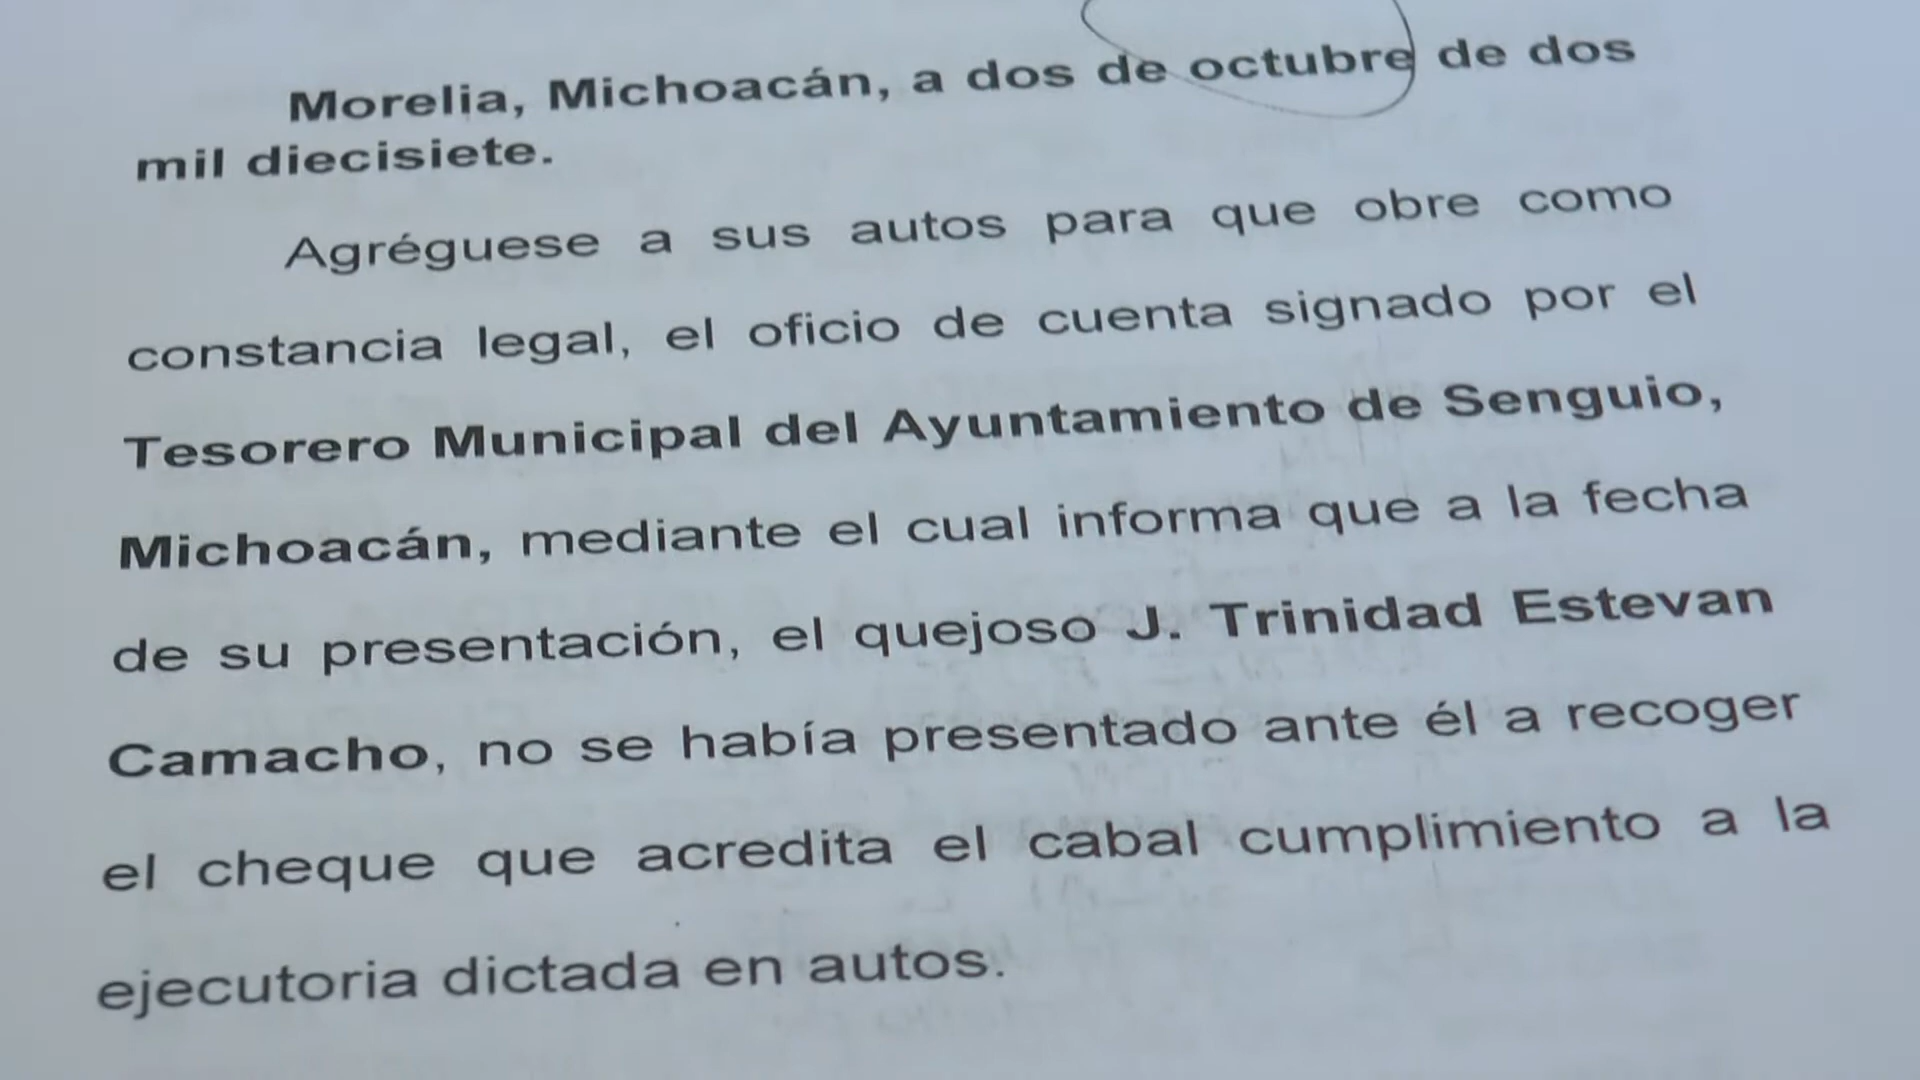 Morelia, Michoacán, a dos de octubre de dos
mil diecisiete.
Agréguese a sus autos para que obre como
constancia legal, el oficio de cuenta signado por el
Tesorero Municipal del Ayuntamiento de Senguio,
Michoacán, mediante el cual informa que a la fecha
de su presentación, el quejoso J. Trinidad Estevan
Camacho, no se había presentado ante él a recoger
el cheque que acredita el cabal cumplimiento a la
ejecutoria dictada en autos.